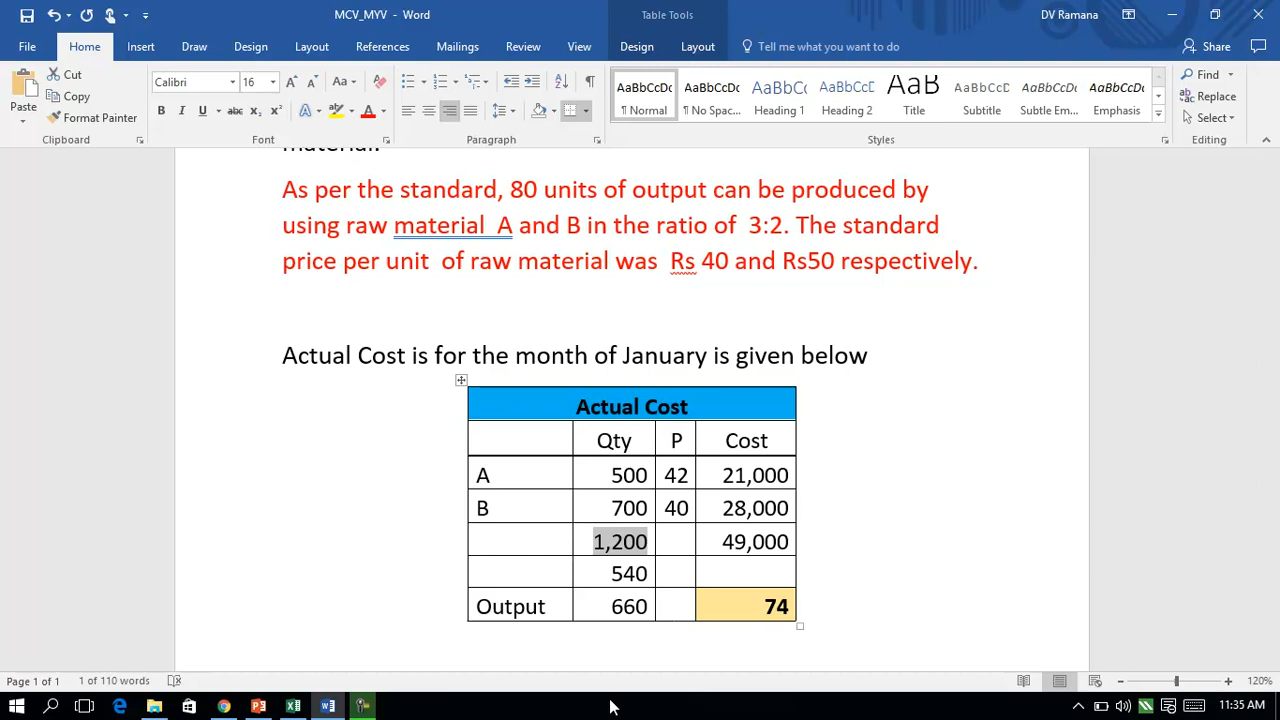 MCV_MYV - Word
Table Tools
DV Ramana
File
Home
Insert
Draw
Design
Layout
References
Mailings
Review
View
Design
Layout
Tell me what you want to do
Share
Paste
Cut
Copy
Format Painter
Clipboard
Calibri
16
Font
Paragraph
AaBbCcDc
¶ Normal
AaBbCcDc
¶ No Spac...
AaBbCc
Heading 1
AaBbCcD
Heading 2
AaB
Title
AaBbCcD
Subtitle
AaBbCcDc
Subtle Em...
AaBbCcDc
Emphasis
Styles
Find
Replace
Select
Editing
material.
As per the standard, 80 units of output can be produced by
using raw material A and B in the ratio of 3:2. The standard
price per unit of raw material was Rs 40 and Rs50 respectively.
Actual Cost is for the month of January is given below
Actual Cost
Qty P Cost
A 500 42 21,000
B 700 40 28,000
1,200 49,000
540
Output 660 74
Page 1 of 1
1 of 110 words
120%
11:35 AM